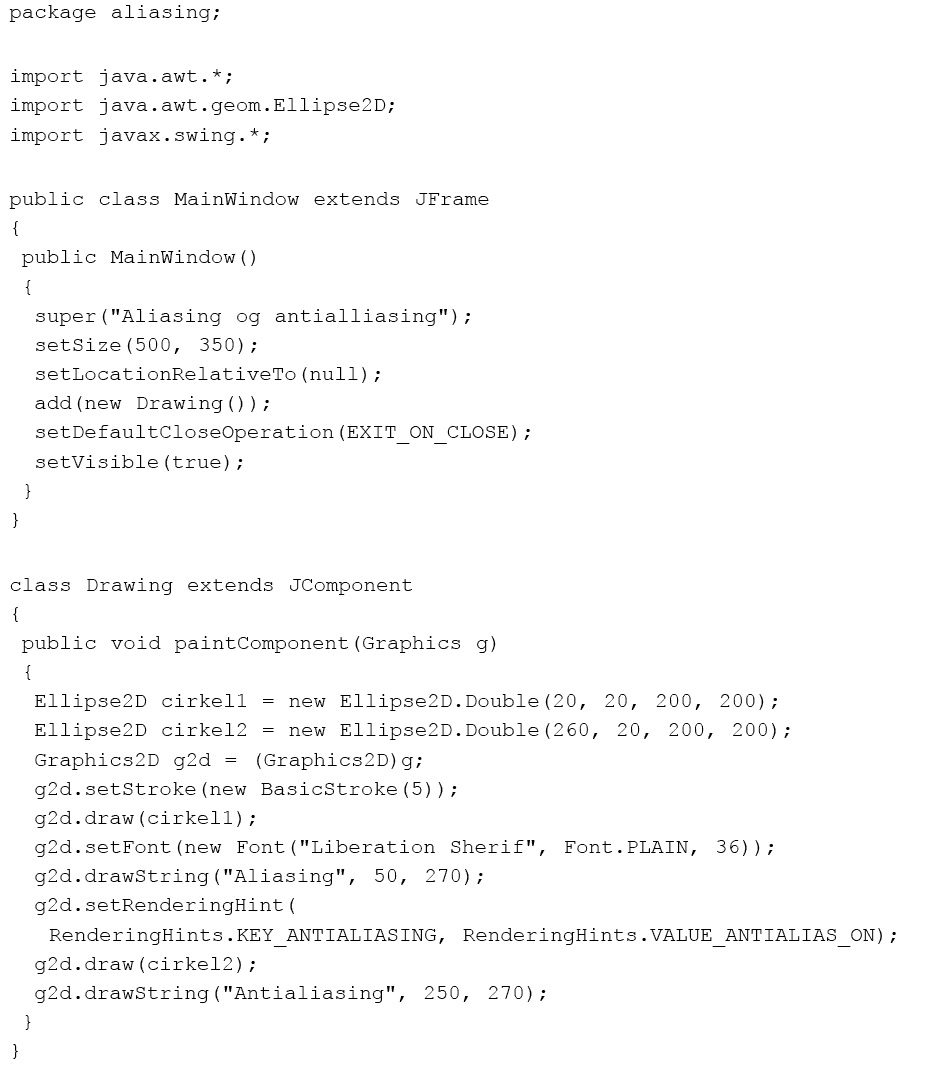 package aliasing;

import java.awt.*;
import java.awt.geom.Ellipse2D;
import javax.swing.*;

public class MainWindow extends JFrame
{
 public MainWindow()
 {
  super("Aliasing og antialliasing");
  setSize(500, 350);
  setLocationRelativeTo(null);
  add(new Drawing());
  setDefaultCloseOperation(EXIT_ON_CLOSE);
  setVisible(true);
 }
}

class Drawing extends JComponent
{
 public void paintComponent(Graphics g)
 {
  Ellipse2D cirkel1 = new Ellipse2D.Double(20, 20, 200, 200);
  Ellipse2D cirkel2 = new Ellipse2D.Double(260, 20, 200, 200);
  Graphics2D g2d = (Graphics2D)g;
  g2d.setStroke(new BasicStroke(5));
  g2d.draw(cirkel1);
  g2d.setFont(new Font("Liberation Sherif", Font.PLAIN, 36));
  g2d.drawString("Aliasing", 50, 270);
  g2d.setRenderingHint(
   RenderingHints.KEY_ANTIALIASING, RenderingHints.VALUE_ANTIALIAS_ON);
  g2d.draw(cirkel2);
  g2d.drawString("Antialiasing", 250, 270);
 }
}